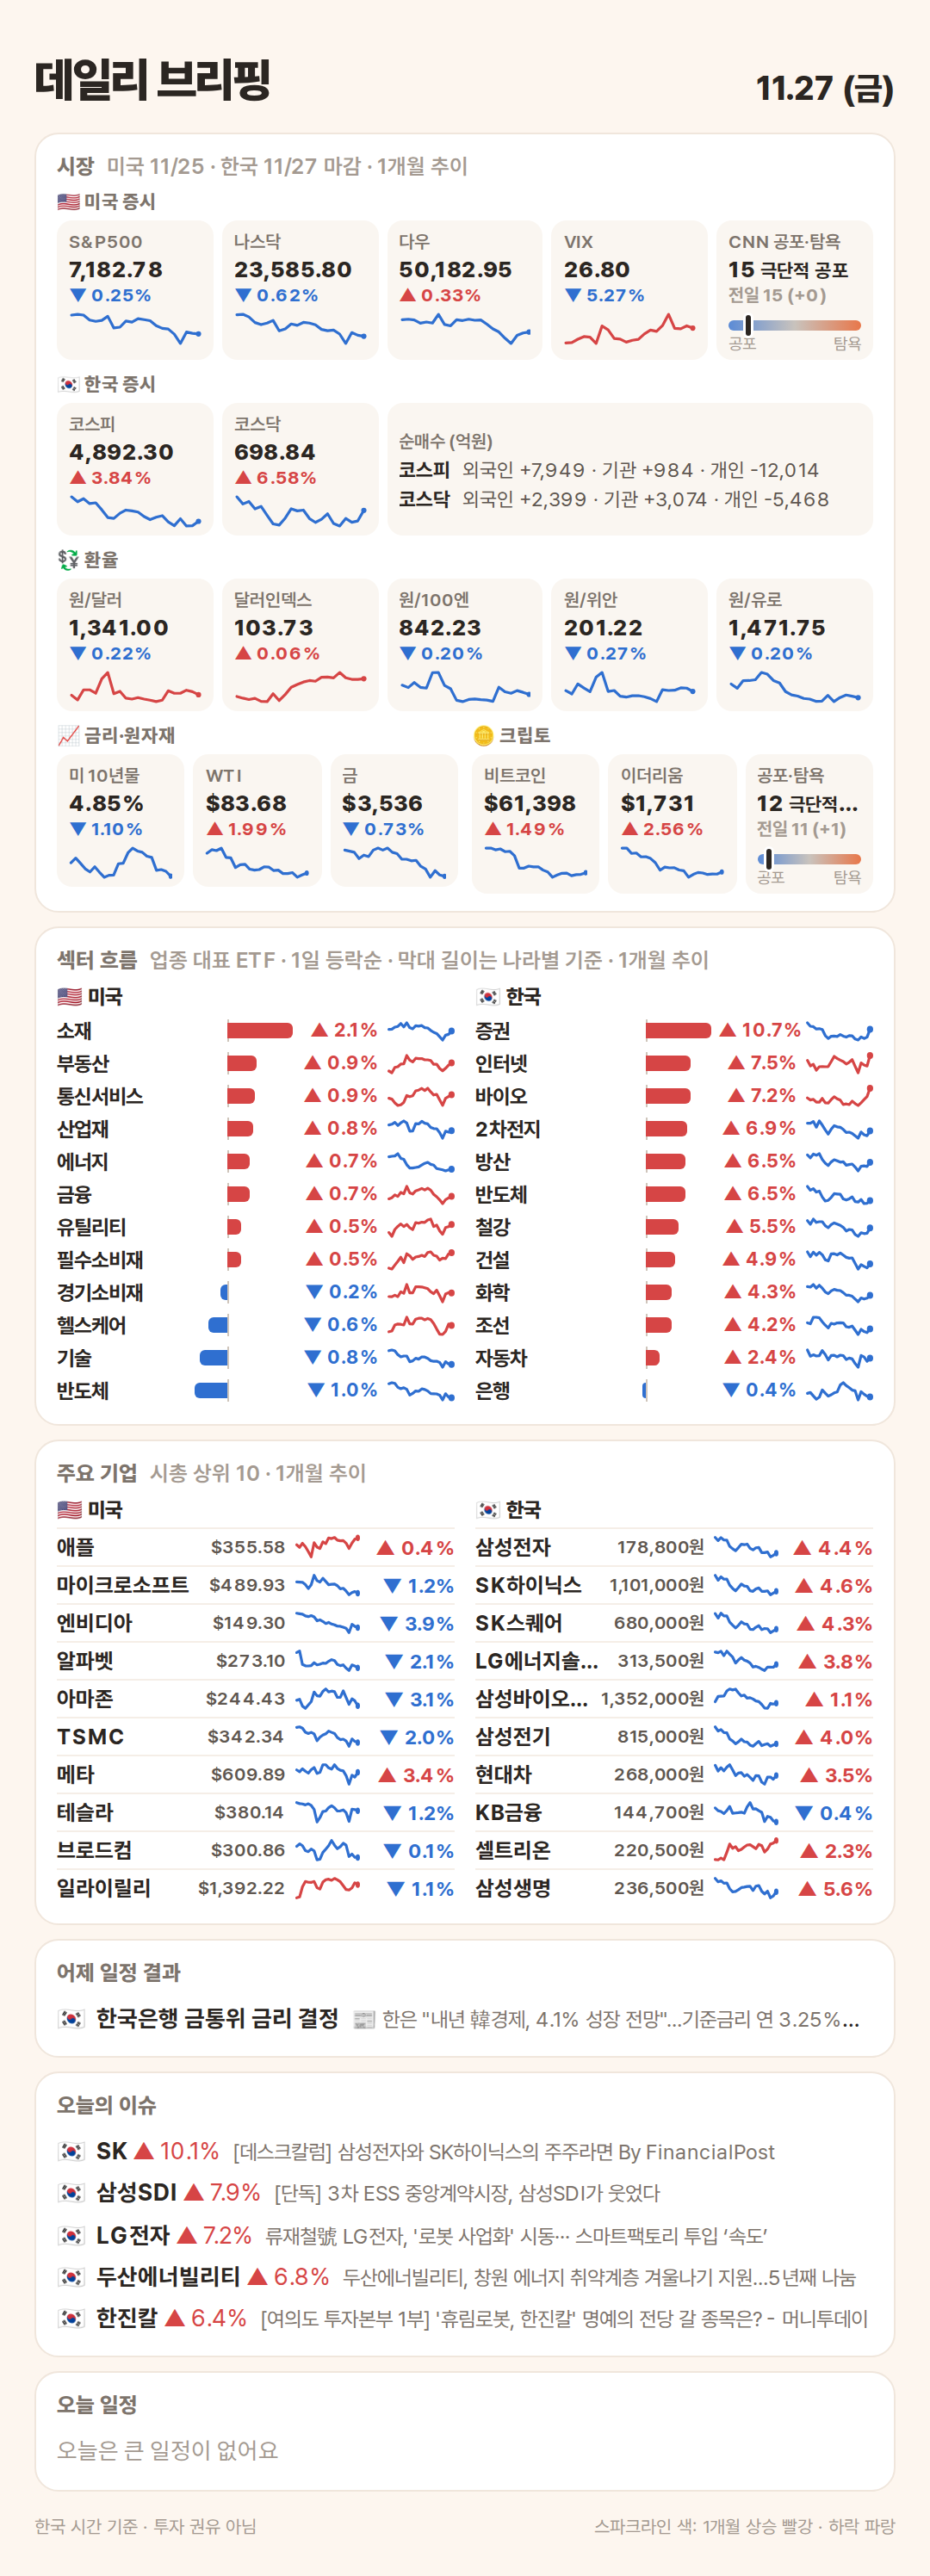 데일리 브리핑
11.27 (금)
시장 미국 11/25 · 한국 11/27 마감 · 1개월 추이
🇺🇸 미국 증시
S&P500 나스닥 다우 VIX CNN 공포·탐욕
7,182.78 23,585.80 50,182.95 26.80 15 극단적 공포
▼ 0.25% ▼ 0.62% ▲ 0.33% ▼ 5.27% 전일 15 (+0)
공포 탐욕
🇰🇷 한국 증시
코스피 코스닥 순매수 (억원)
4,892.30 698.84 코스피 외국인 +7,949 · 기관 +984 · 개인 -12,014
▲ 3.84% ▲ 6.58% 코스닥 외국인 +2,399 · 기관 +3,074 · 개인 -5,468
💱 환율
원/달러 달러인덱스 원/100엔 원/위안 원/유로
1,341.00 103.73 842.23 201.22 1,471.75
▼ 0.22% ▲ 0.06% ▼ 0.20% ▼ 0.27% ▼ 0.20%
📈 금리·원자재 🪙 크립토
미 10년물 WTI 금 비트코인 이더리움 공포·탐욕
4.85% $83.68 $3,536 $61,398 $1,731 12 극단적...
▼ 1.10% ▲ 1.99% ▼ 0.73% ▲ 1.49% ▲ 2.56% 전일 11 (+1)
공포 탐욕
섹터 흐름 업종 대표 ETF · 1일 등락순 · 막대 길이는 나라별 기준 · 1개월 추이
🇺🇸 미국 🇰🇷 한국
소재 ▲ 2.1% 증권 ▲ 10.7%
부동산 ▲ 0.9% 인터넷 ▲ 7.5%
통신서비스 ▲ 0.9% 바이오 ▲ 7.2%
산업재 ▲ 0.8% 2차전지 ▲ 6.9%
에너지 ▲ 0.7% 방산 ▲ 6.5%
금융 ▲ 0.7% 반도체 ▲ 6.5%
유틸리티 ▲ 0.5% 철강 ▲ 5.5%
필수소비재 ▲ 0.5% 건설 ▲ 4.9%
경기소비재 ▼ 0.2% 화학 ▲ 4.3%
헬스케어 ▼ 0.6% 조선 ▲ 4.2%
기술 ▼ 0.8% 자동차 ▲ 2.4%
반도체 ▼ 1.0% 은행 ▼ 0.4%
주요 기업 시총 상위 10 · 1개월 추이
🇺🇸 미국 🇰🇷 한국
애플 $355.58 ▲ 0.4% 삼성전자 178,800원 ▲ 4.4%
마이크로소프트 $489.93 ▼ 1.2% SK하이닉스 1,101,000원 ▲ 4.6%
엔비디아 $149.30 ▼ 3.9% SK스퀘어 680,000원 ▲ 4.3%
알파벳 $273.10 ▼ 2.1% LG에너지솔... 313,500원 ▲ 3.8%
아마존 $244.43 ▼ 3.1% 삼성바이오... 1,352,000원 ▲ 1.1%
TSMC $342.34 ▼ 2.0% 삼성전기 815,000원 ▲ 4.0%
메타 $609.89 ▲ 3.4% 현대차 268,000원 ▲ 3.5%
테슬라 $380.14 ▼ 1.2% KB금융 144,700원 ▼ 0.4%
브로드컴 $300.86 ▼ 0.1% 셀트리온 220,500원 ▲ 2.3%
일라이릴리 $1,392.22 ▼ 1.1% 삼성생명 236,500원 ▲ 5.6%
어제 일정 결과
🇰🇷 한국은행 금통위 금리 결정 📰 한은 "내년 韓경제, 4.1% 성장 전망"...기준금리 연 3.25%...
오늘의 이슈
🇰🇷 SK ▲ 10.1% [데스크칼럼] 삼성전자와 SK하이닉스의 주주라면 By FinancialPost
🇰🇷 삼성SDI ▲ 7.9% [단독] 3차 ESS 중앙계약시장, 삼성SDI가 웃었다
🇰🇷 LG전자 ▲ 7.2% 류재철號 LG전자, '로봇 사업화' 시동… 스마트팩토리 투입 ‘속도’
🇰🇷 두산에너빌리티 ▲ 6.8% 두산에너빌리티, 창원 에너지 취약계층 겨울나기 지원...5년째 나눔
🇰🇷 한진칼 ▲ 6.4% [여의도 투자본부 1부] '휴림로봇, 한진칼' 명예의 전당 갈 종목은? - 머니투데이
오늘 일정
오늘은 큰 일정이 없어요
한국 시간 기준 · 투자 권유 아님 스파크라인 색: 1개월 상승 빨강 · 하락 파랑